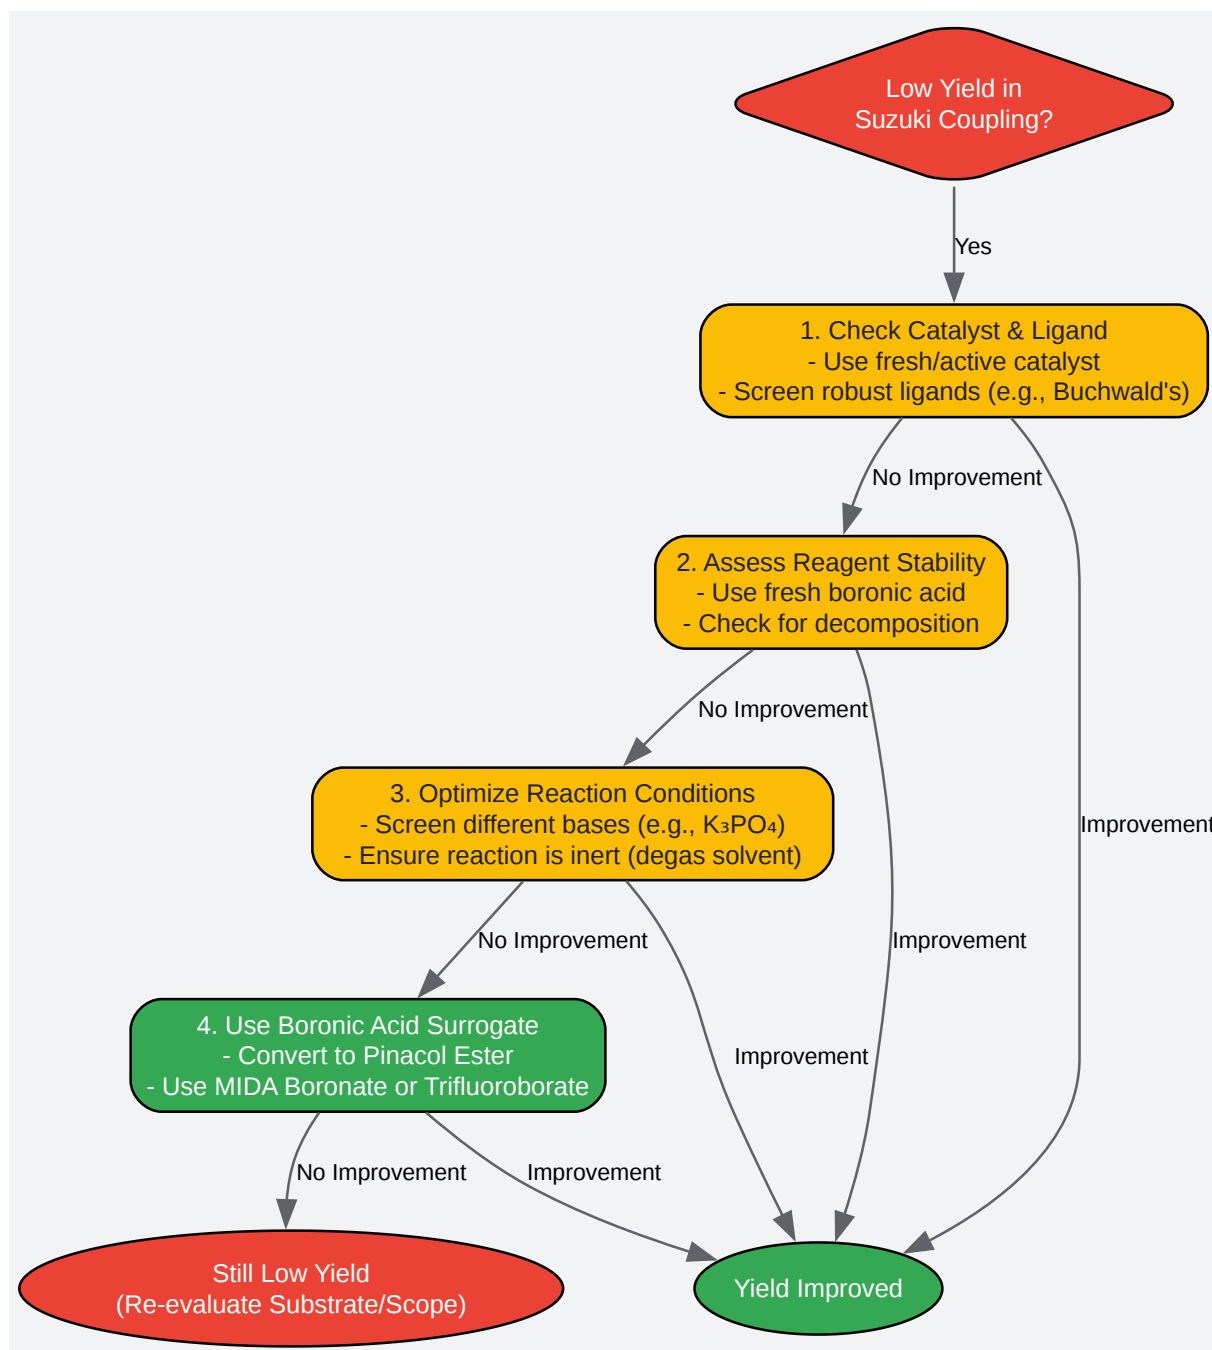 Low Yield in
Suzuki Coupling?
Yes
1. Check Catalyst & Ligand
- Use fresh/active catalyst
- Screen robust ligands (e.g., Buchwald's)
No Improvement
2. Assess Reagent Stability
- Use fresh boronic acid
- Check for decomposition
No Improvement
3. Optimize Reaction Conditions
- Screen different bases (e.g., K₃PO₄)
- Ensure reaction is inert (degas solvent)
Improvement
No Improvement
Improvement
4. Use Boronic Acid Surrogate
- Convert to Pinacol Ester
- Use MIDA Boronate or Trifluoroborate
Improvement
No Improvement
Improvement
Still Low Yield
(Re-evaluate Substrate/Scope)
Yield Improved